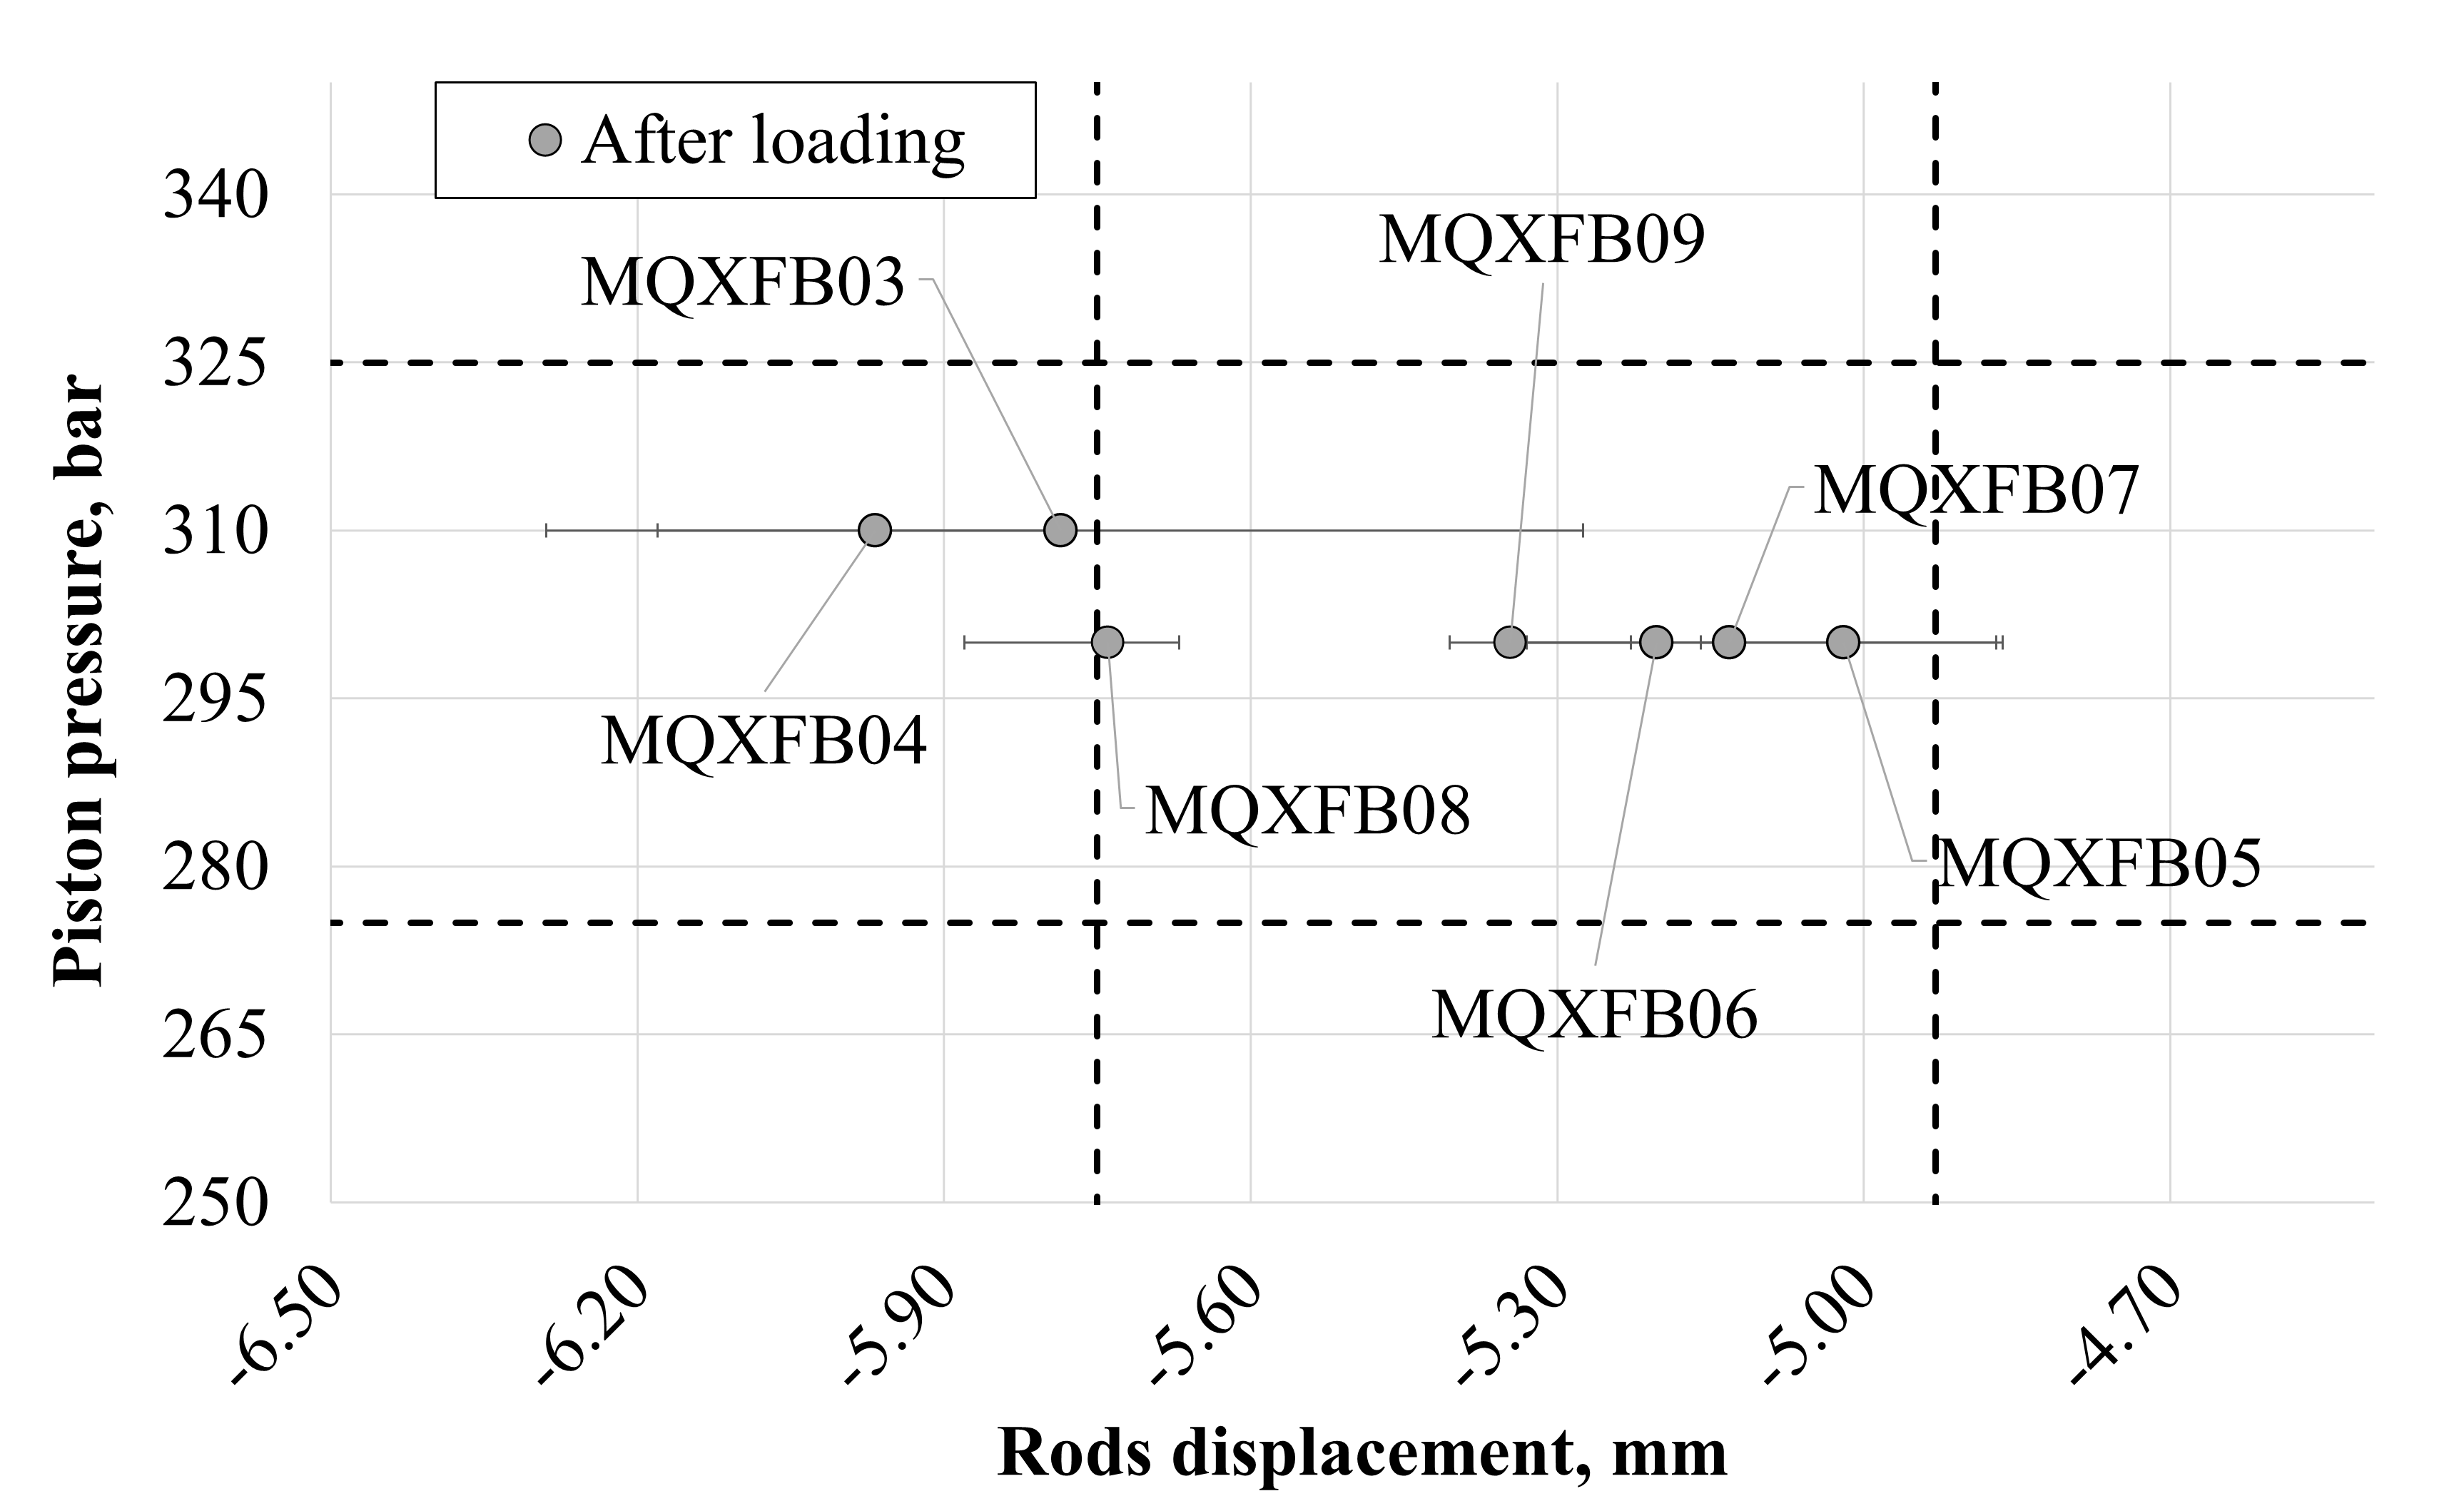 After loading
340
325
310
295
280
265
250
Piston pressure, bar
MQXFB09
MQXFB03
MQXFB07
MQXFB04
MQXFB08
MQXFB05
MQXFB06
-6.50
-6.20
-5.90
-5.60
-5.30
-5.00
-4.70
Rods displacement, mm